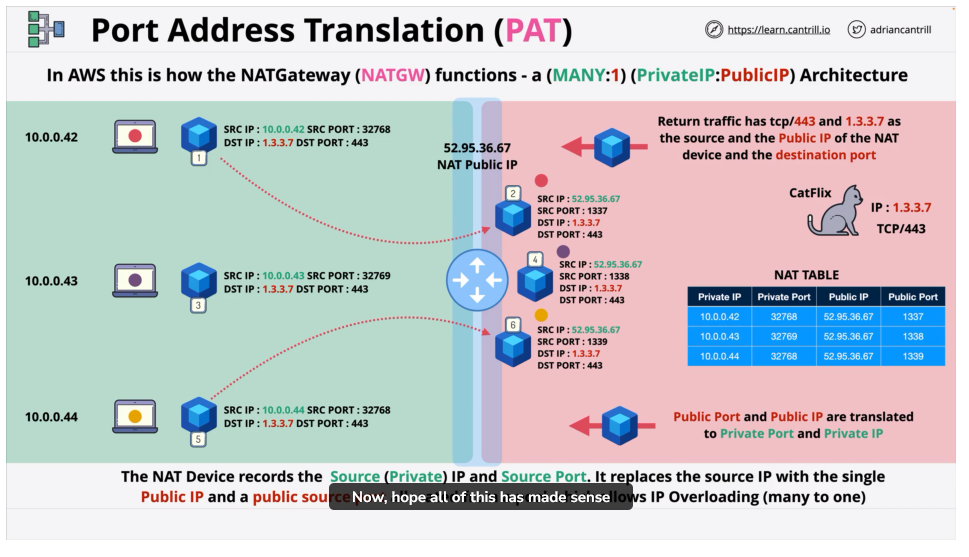 Port Address Translation (PAT)
https://learn.cantrill.io
adriancantrill
In AWS this is how the NATGateway (NATGW) functions - a (MANY:1) (PrivateIP:PublicIP) Architecture
10.0.0.42
1
SRC IP : 10.0.0.42 SRC PORT : 32768
DST IP : 1.3.3.7 DST PORT : 443
52.95.36.67
NAT Public IP
Return traffic has tcp/443 and 1.3.3.7 as
the source and the Public IP of the NAT
device and the destination port
2
SRC IP : 52.95.36.67
SRC PORT : 1337
DST IP : 1.3.3.7
DST PORT : 443
CatFlix
IP : 1.3.3.7
TCP/443
10.0.0.43
3
SRC IP : 10.0.0.43 SRC PORT : 32769
DST IP : 1.3.3.7 DST PORT : 443
4
SRC IP : 52.95.36.67
SRC PORT : 1338
DST IP : 1.3.3.7
DST PORT : 443
NAT TABLE
Private IP Private Port Public IP Public Port
10.0.0.42 32768 52.95.36.67 1337
10.0.0.43 32769 52.95.36.67 1338
10.0.0.44 32768 52.95.36.67 1339
6
SRC IP : 52.95.36.67
SRC PORT : 1339
DST IP : 1.3.3.7
DST PORT : 443
10.0.0.44
5
SRC IP : 10.0.0.44 SRC PORT : 32768
DST IP : 1.3.3.7 DST PORT : 443
Public Port and Public IP are translated
to Private Port and Private IP
The NAT Device records the Source (Private) IP and Source Port. It replaces the source IP with the single
Public IP and a public source IP Overloading (many to one)
Now, hope all of this has made sense